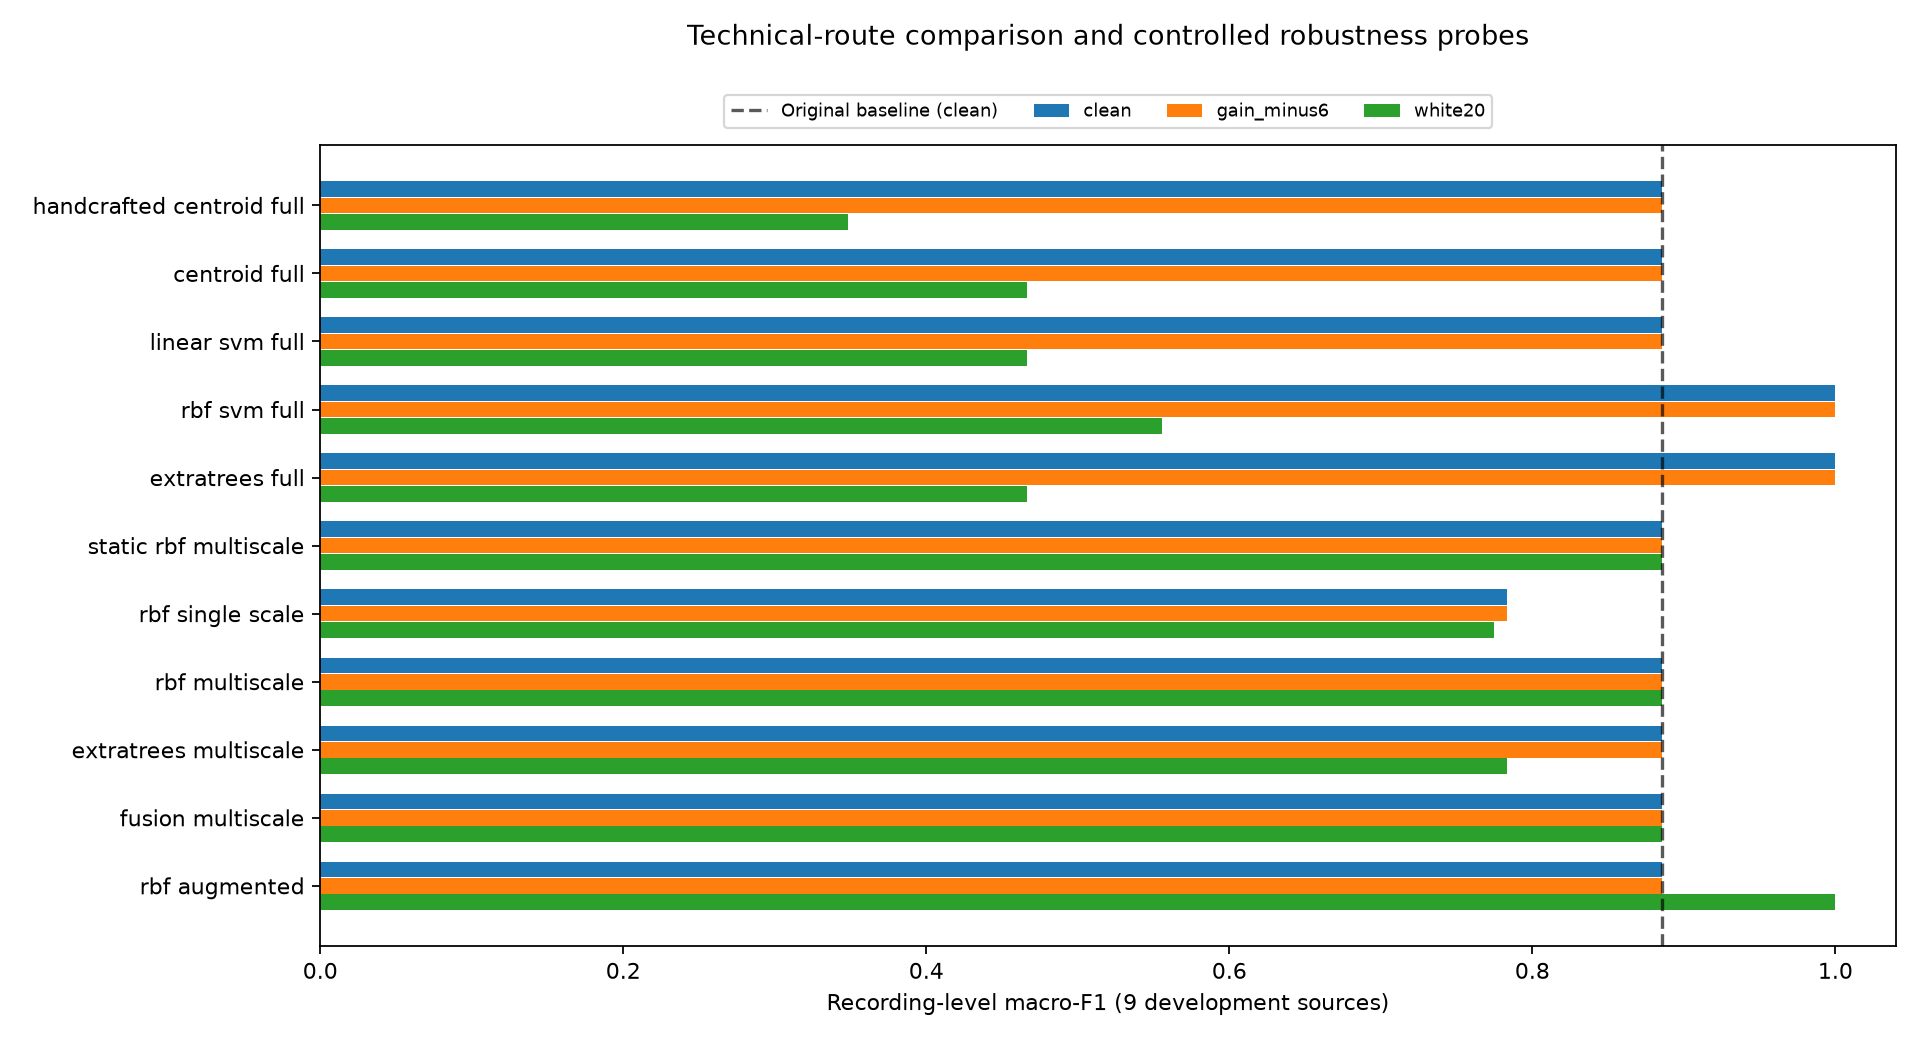 Technical-route comparison and controlled robustness probes
Original baseline (clean) clean gain_minus6 white20
handcrafted centroid full
centroid full
linear svm full
rbf svm full
extratrees full
static rbf multiscale
rbf single scale
rbf multiscale
extratrees multiscale
fusion multiscale
rbf augmented
0.0 0.2 0.4 0.6 0.8 1.0
Recording-level macro-F1 (9 development sources)